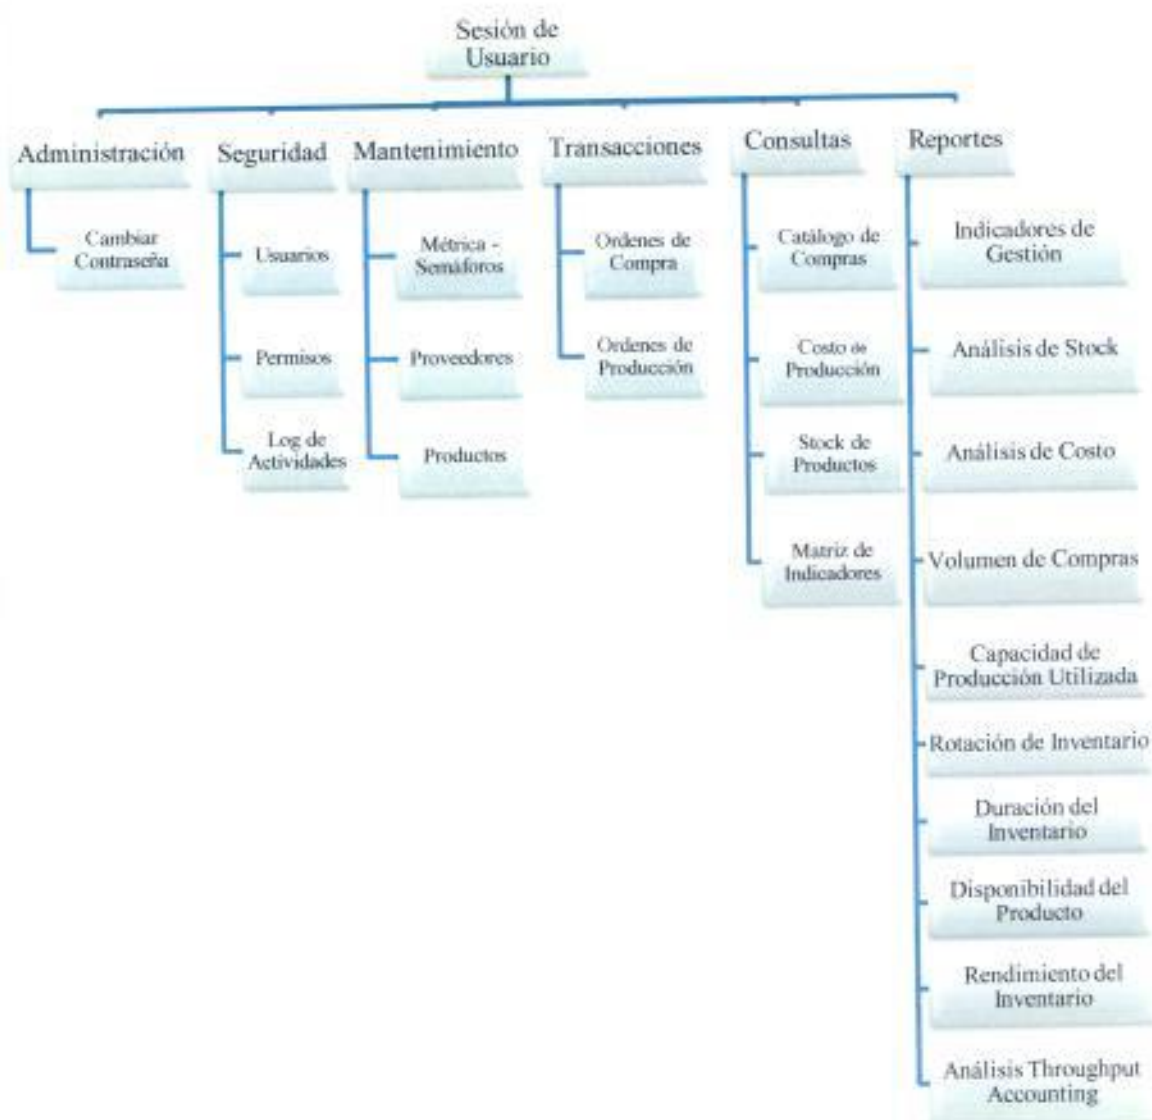 Sesión de
Usuario
Administración
Cambiar
Contraseña
Seguridad
Usuarios
Permisos
Log de
Actividades
Mantenimiento
Métrica -
Semáforos
Proveedores
Productos
Transacciones
Ordenes de
Compra
Ordenes de
Producción
Consultas
Catálogo de
Compras
Costo de
Producción
Stock de
Productos
Matriz de
Indicadores
Reportes
Indicadores de
Gestión
Análisis de Stock
Análisis de Costo
Volumen de Compras
Capacidad de
Producción Utilizada
Rotación de Inventario
Duración del
Inventario
Disponibilidad del
Producto
Rendimiento del
Inventario
Análisis Throughput
Accounting